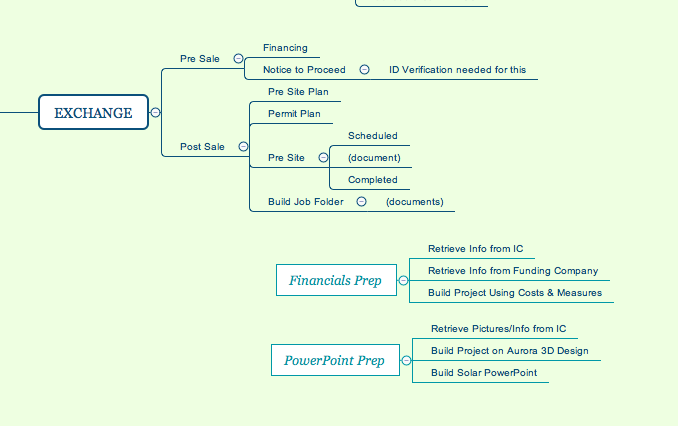 Financing
Pre Sale
Notice to Proceed
ID Verification needed for this
EXCHANGE
Pre Site Plan
Permit Plan
Post Sale
Scheduled
Pre Site
(document)
Completed
Build Job Folder
(documents)
Retrieve Info from IC
Financials Prep
Retrieve Info from Funding Company
Build Project Using Costs & Measures
Retrieve Pictures/Info from IC
PowerPoint Prep
Build Project on Aurora 3D Design
Build Solar PowerPoint